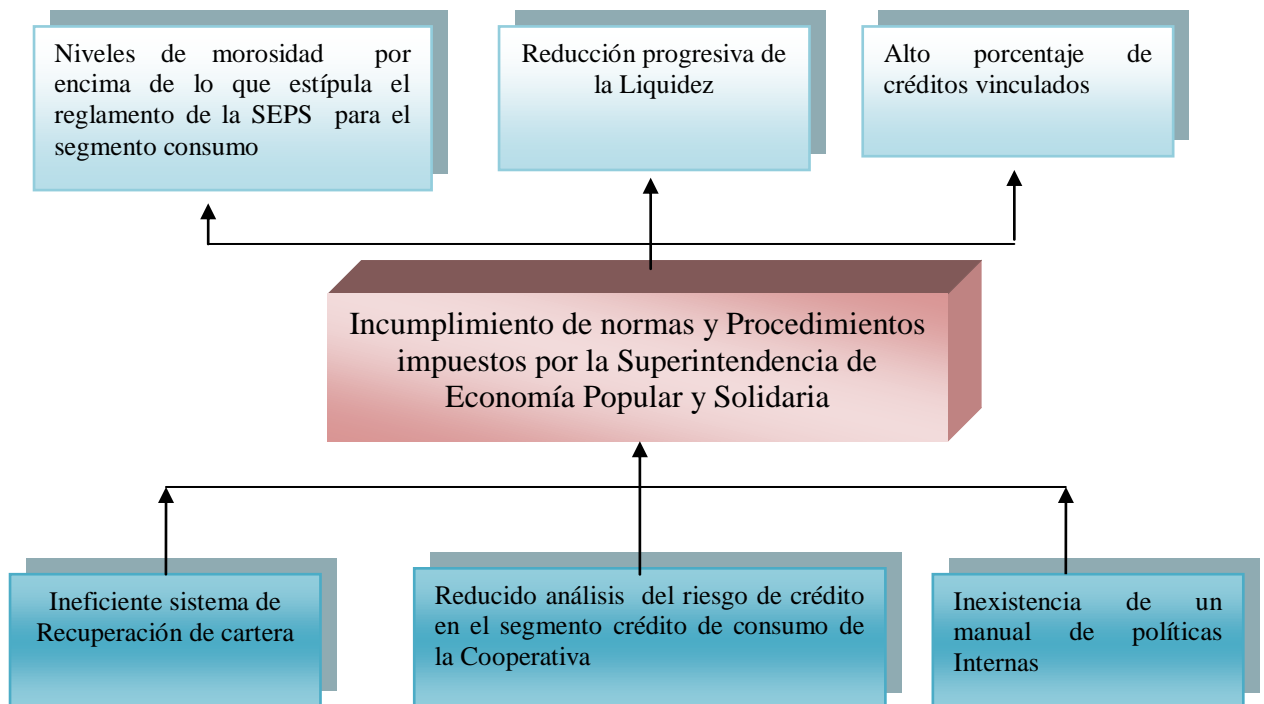 Niveles de morosidad por
encima de lo que estípula el
reglamento de la SEPS para el
segmento consumo
Reducción progresiva de
la Liquidez
Alto porcentaje de
créditos vinculados
Incumplimiento de normas y Procedimientos
impuestos por la Superintendencia de
Economía Popular y Solidaria
Ineficiente sistema de
Recuperación de cartera
Reducido análisis del riesgo de crédito
en el segmento crédito de consumo de
la Cooperativa
Inexistencia de un
manual de políticas
Internas